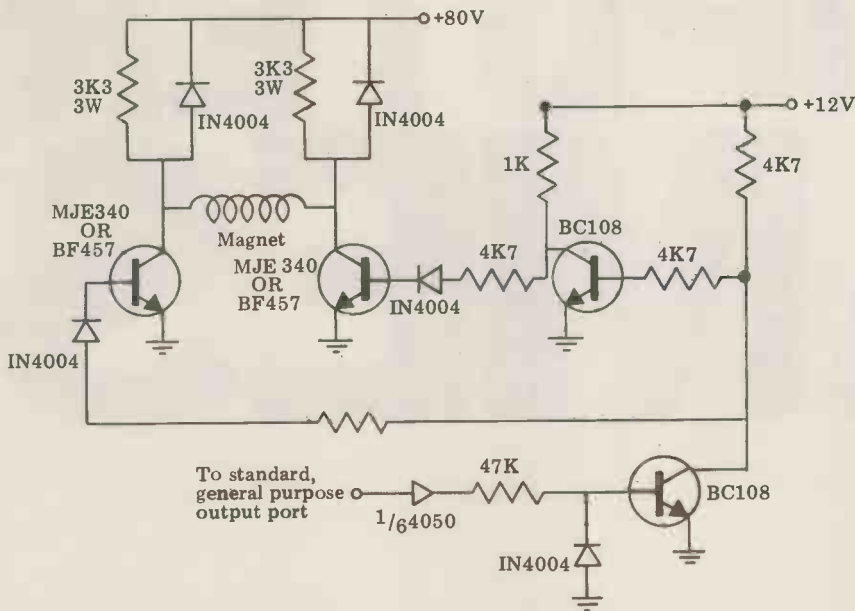 +80V
3K3
3W
IN4004
3K3
3W
IN4004
+12V
1K
4K7
MJE340
OR
BF457
Magnet
MJE 340
OR
BF457
IN4004
4K7
BC108
4K7
IN4004
To standard,
general purpose
output port
1/64050
47K
BC108
IN4004